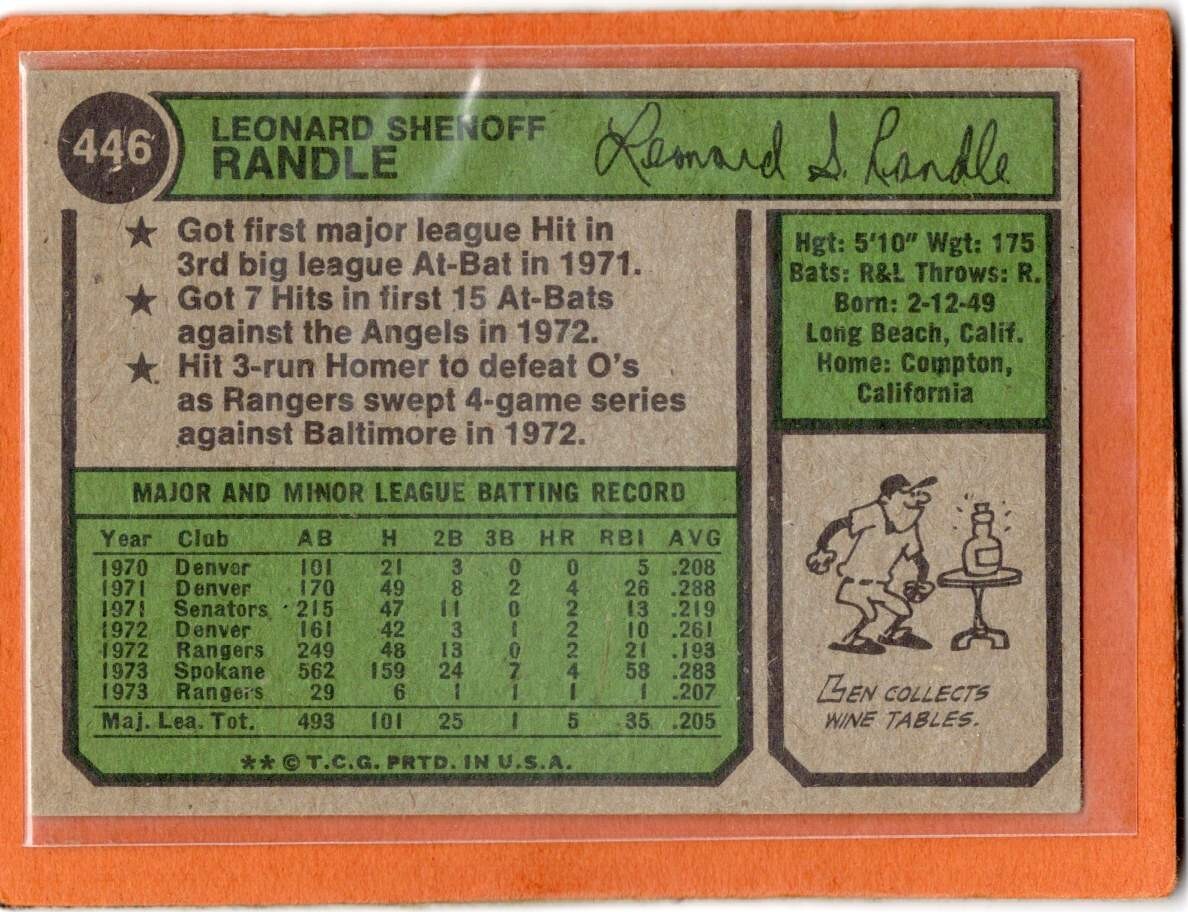 446
LEONARD SHENOFF
RANDLE
Leonard S. Randle
★ Got first major league Hit in
3rd big league At-Bat in 1971.
★ Got 7 Hits in first 15 At-Bats
against the Angels in 1972.
★ Hit 3-run Homer to defeat O's
as Rangers swept 4-game series
against Baltimore in 1972.
Hgt: 5'10" Wgt: 175
Bats: R&L Throws: R.
Born: 2-12-49
Long Beach, Calif.
Home: Compton,
California
MAJOR AND MINOR LEAGUE BATTING RECORD
Year Club AB H 2B 3B HR RBI AVG
1970 Denver 101 21 3 0 0 5 .208
1971 Denver 170 49 8 2 4 26 .288
1971 Senators 215 47 11 0 2 13 .219
1972 Denver 161 42 3 1 2 10 .261
1972 Rangers 249 48 13 0 2 21 .193
1973 Spokane 562 159 24 7 4 58 .283
1973 Rangers 29 6 1 1 1 1 .207
Maj. Lea. Tot. 493 101 25 1 5 35 .205
** © T.C.G. PRTD. IN U.S.A.
LEN COLLECTS
WINE TABLES.